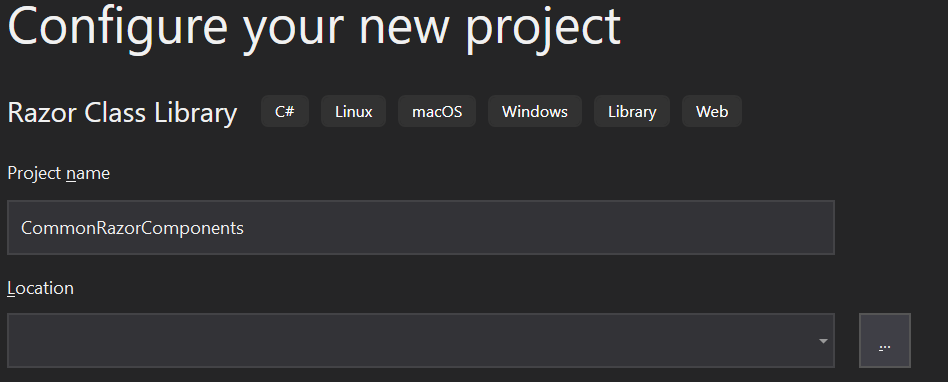 Configure your new project
Razor Class Library C# Linux macOS Windows Library Web
Project name
CommonRazorComponents
Location
...